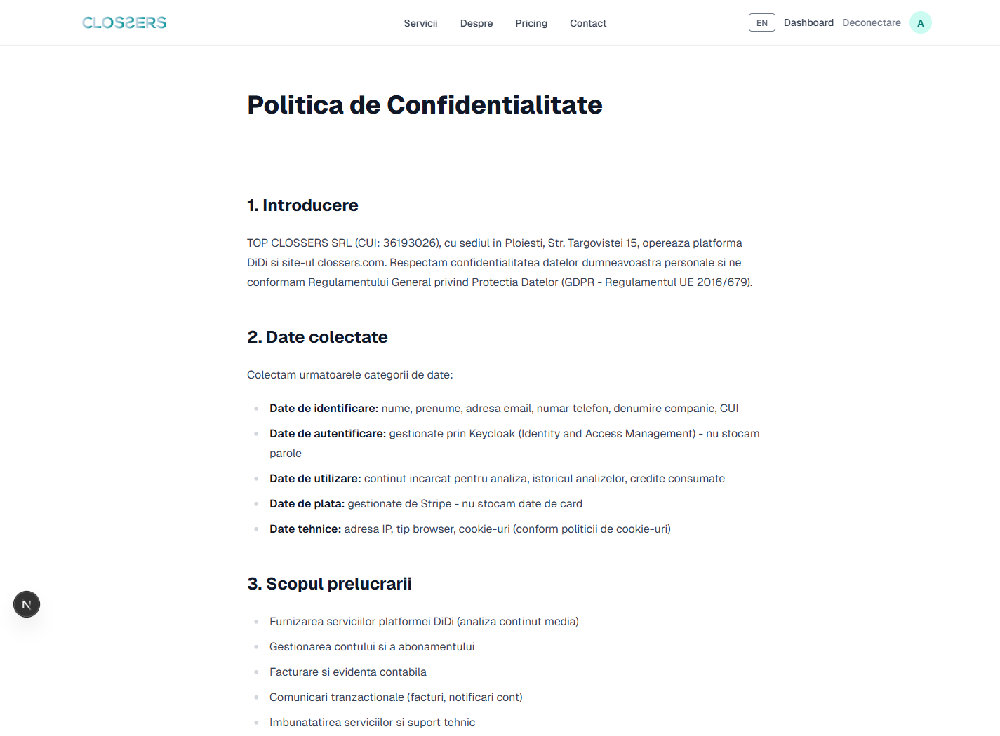 CLOSSERS
Servicii
Despre
Pricing
Contact
EN
Dashboard
Deconectare
A
Politica de Confidentialitate
1. Introducere
TOP CLOSSERS SRL (CUI: 36193026), cu sediul in Ploiesti, Str. Targovistei 15, opereaza platforma
DiDi si site-ul clossers.com. Respectam confidentialitatea datelor dumneavoastra personale si ne
conformam Regulamentului General privind Protectia Datelor (GDPR - Regulamentul UE 2016/679).
2. Date colectate
Colectam urmatoarele categorii de date:
Date de identificare: nume, prenume, adresa email, numar telefon, denumire companie, CUI
Date de autentificare: gestionate prin Keycloak (Identity and Access Management) - nu stocam
parole
Date de utilizare: continut incarcat pentru analiza, istoricul analizelor, credite consumate
Date de plata: gestionate de Stripe - nu stocam date de card
Date tehnice: adresa IP, tip browser, cookie-uri (conform politicii de cookie-uri)
3. Scopul prelucrarii
N
Furnizarea serviciilor platformei DiDi (analiza continut media)
Gestionarea contului si a abonamentului
Facturare si evidenta contabila
Comunicari tranzactionale (facturi, notificari cont)
Imbunatatirea serviciilor si suport tehnic